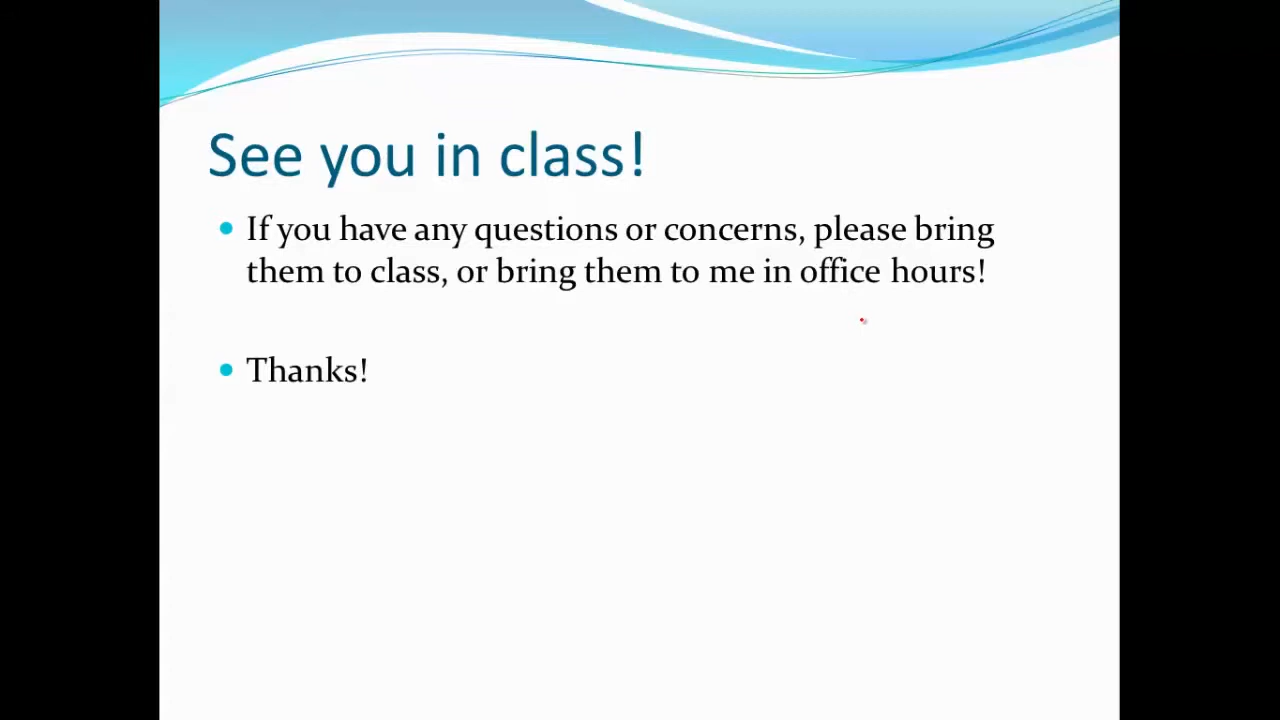 See you in class!
If you have any questions or concerns, please bring
them to class, or bring them to me in office hours!
Thanks!